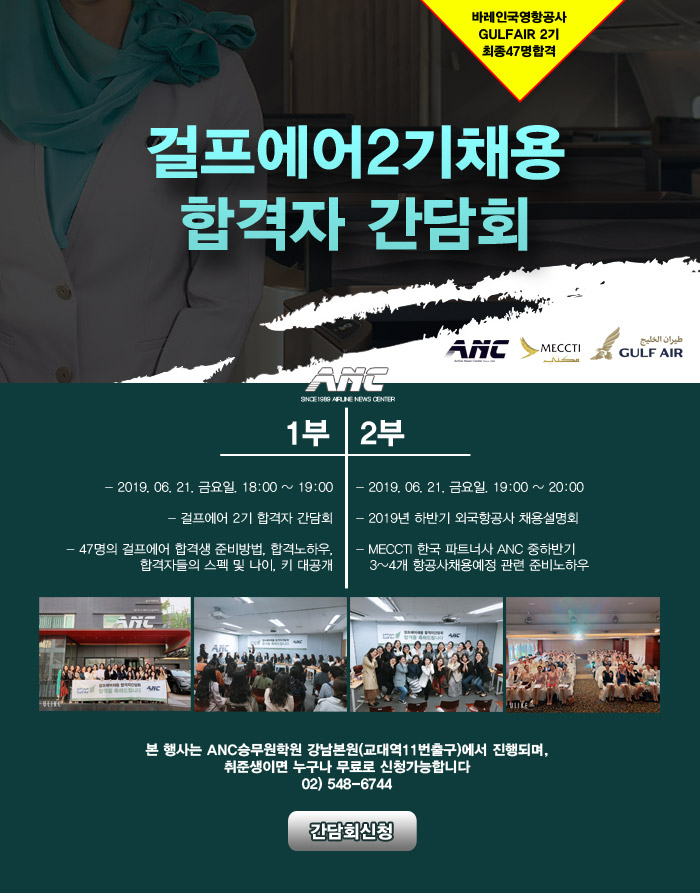 바레인국영항공사
GULFAIR 2기
최종47명합격
걸프에어2기채용
합격자 간담회
ANC
MECCTI
مكتي
طيران الخليج
GULF AIR
ANC
SINCE1989 AIRLINE NEWS CENTER
1부
- 2019. 06. 21. 금요일. 18:00 ~ 19:00
- 걸프에어 2기 합격자 간담회
- 47명의 걸프에어 합격생 준비방법, 합격노하우,
합격자들의 스펙 및 나이, 키 대공개
2부
- 2019. 06. 21. 금요일. 19:00 ~ 20:00
- 2019년 하반기 외국항공사 채용설명회
- MECCTI 한국 파트너사 ANC 중하반기
3~4개 항공사채용예정 관련 준비노하우
ANC
ULIKE
ANC
ANC
ULIKE
본 행사는 ANC승무원학원 강남본원(교대역11번출구)에서 진행되며,
취준생이면 누구나 무료로 신청가능합니다
02) 548-6744
간담회신청